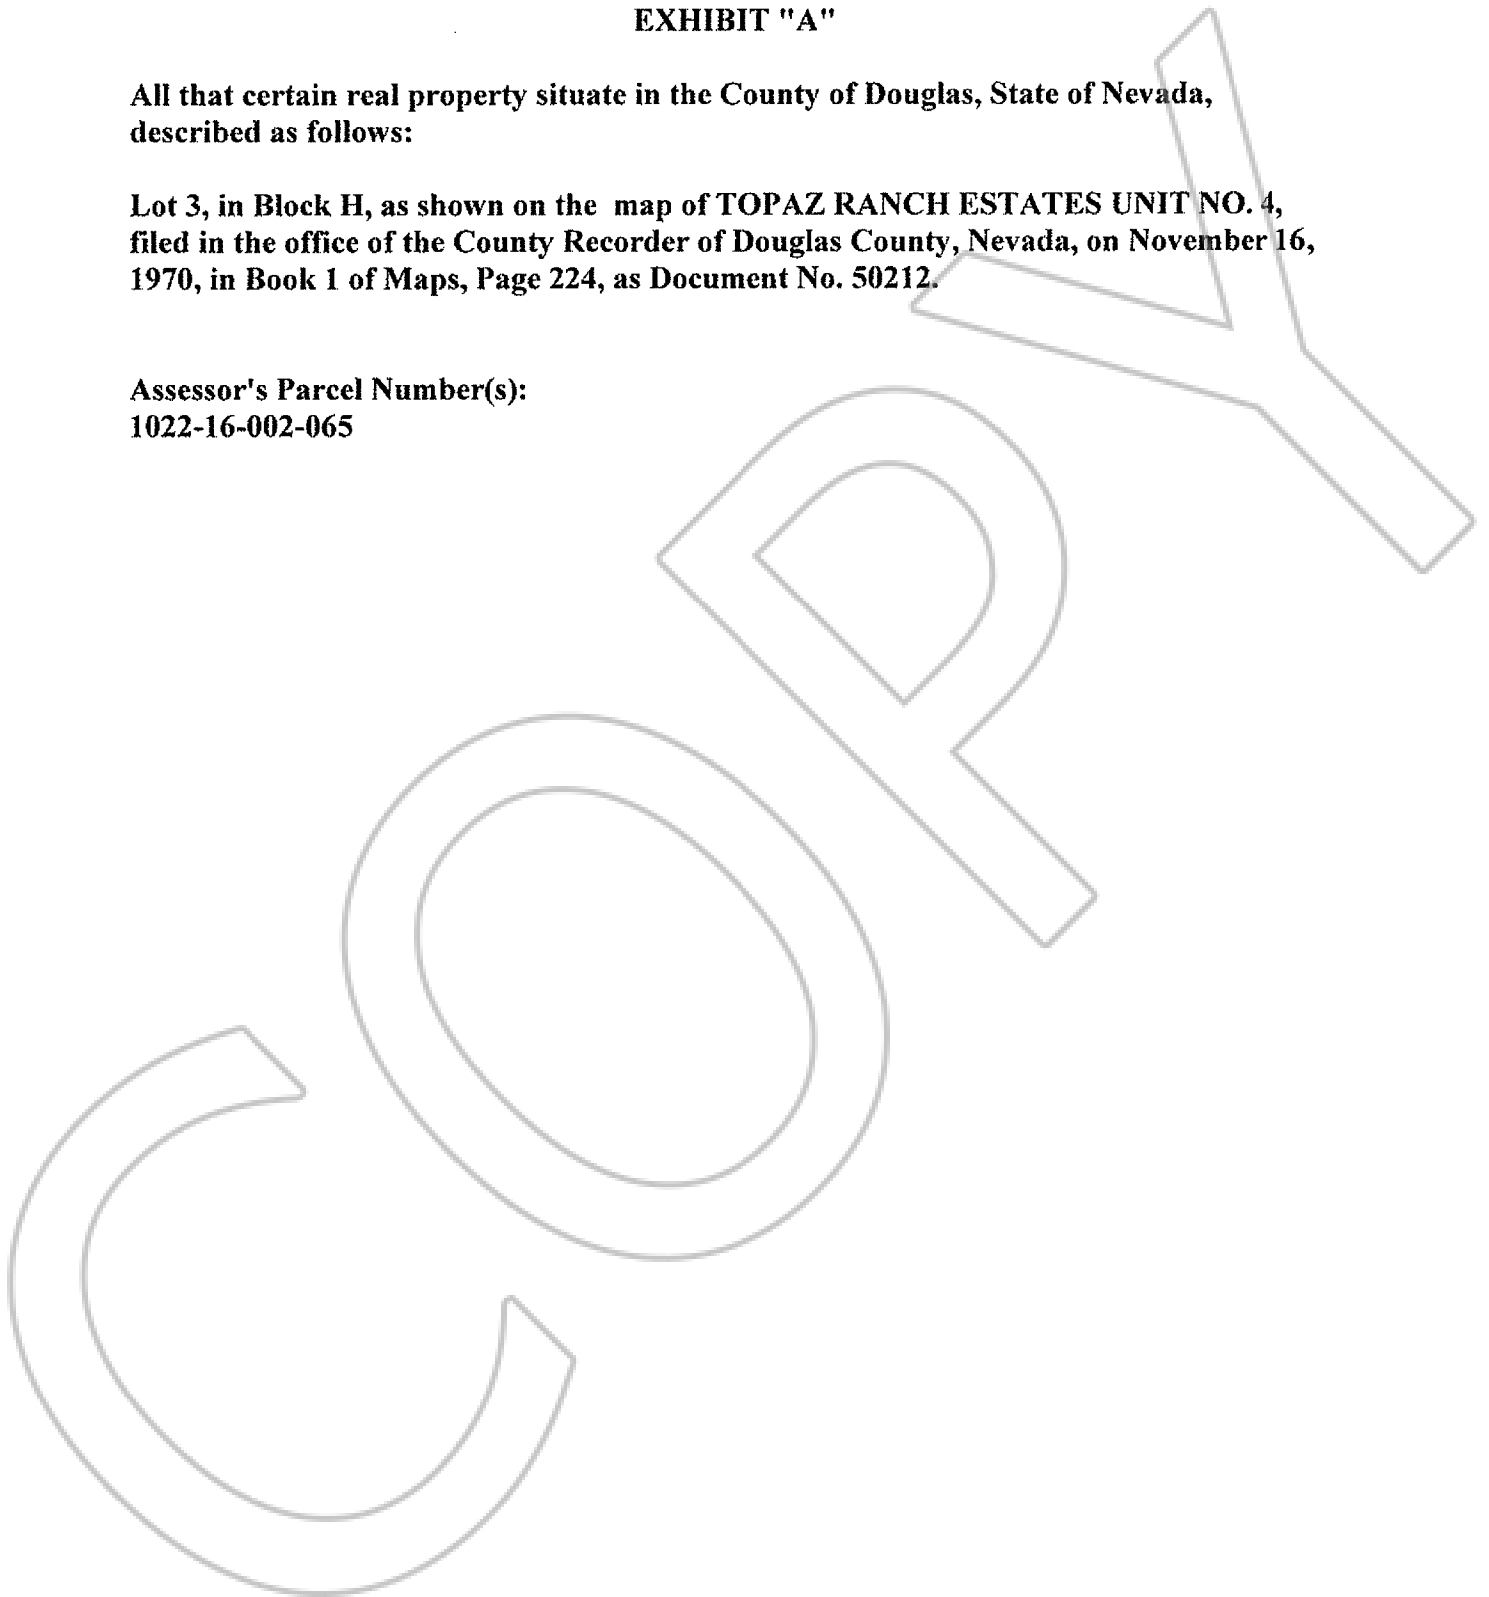 EXHIBIT "A"
All that certain real property situate in the County of Douglas, State of Nevada,
described as follows:
Lot 3, in Block H, as shown on the map of TOPAZ RANCH ESTATES UNIT NO. 4,
filed in the office of the County Recorder of Douglas County, Nevada, on November 16,
1970, in Book 1 of Maps, Page 224, as Document No. 50212.
Assessor's Parcel Number(s):
1022-16-002-065
COPY